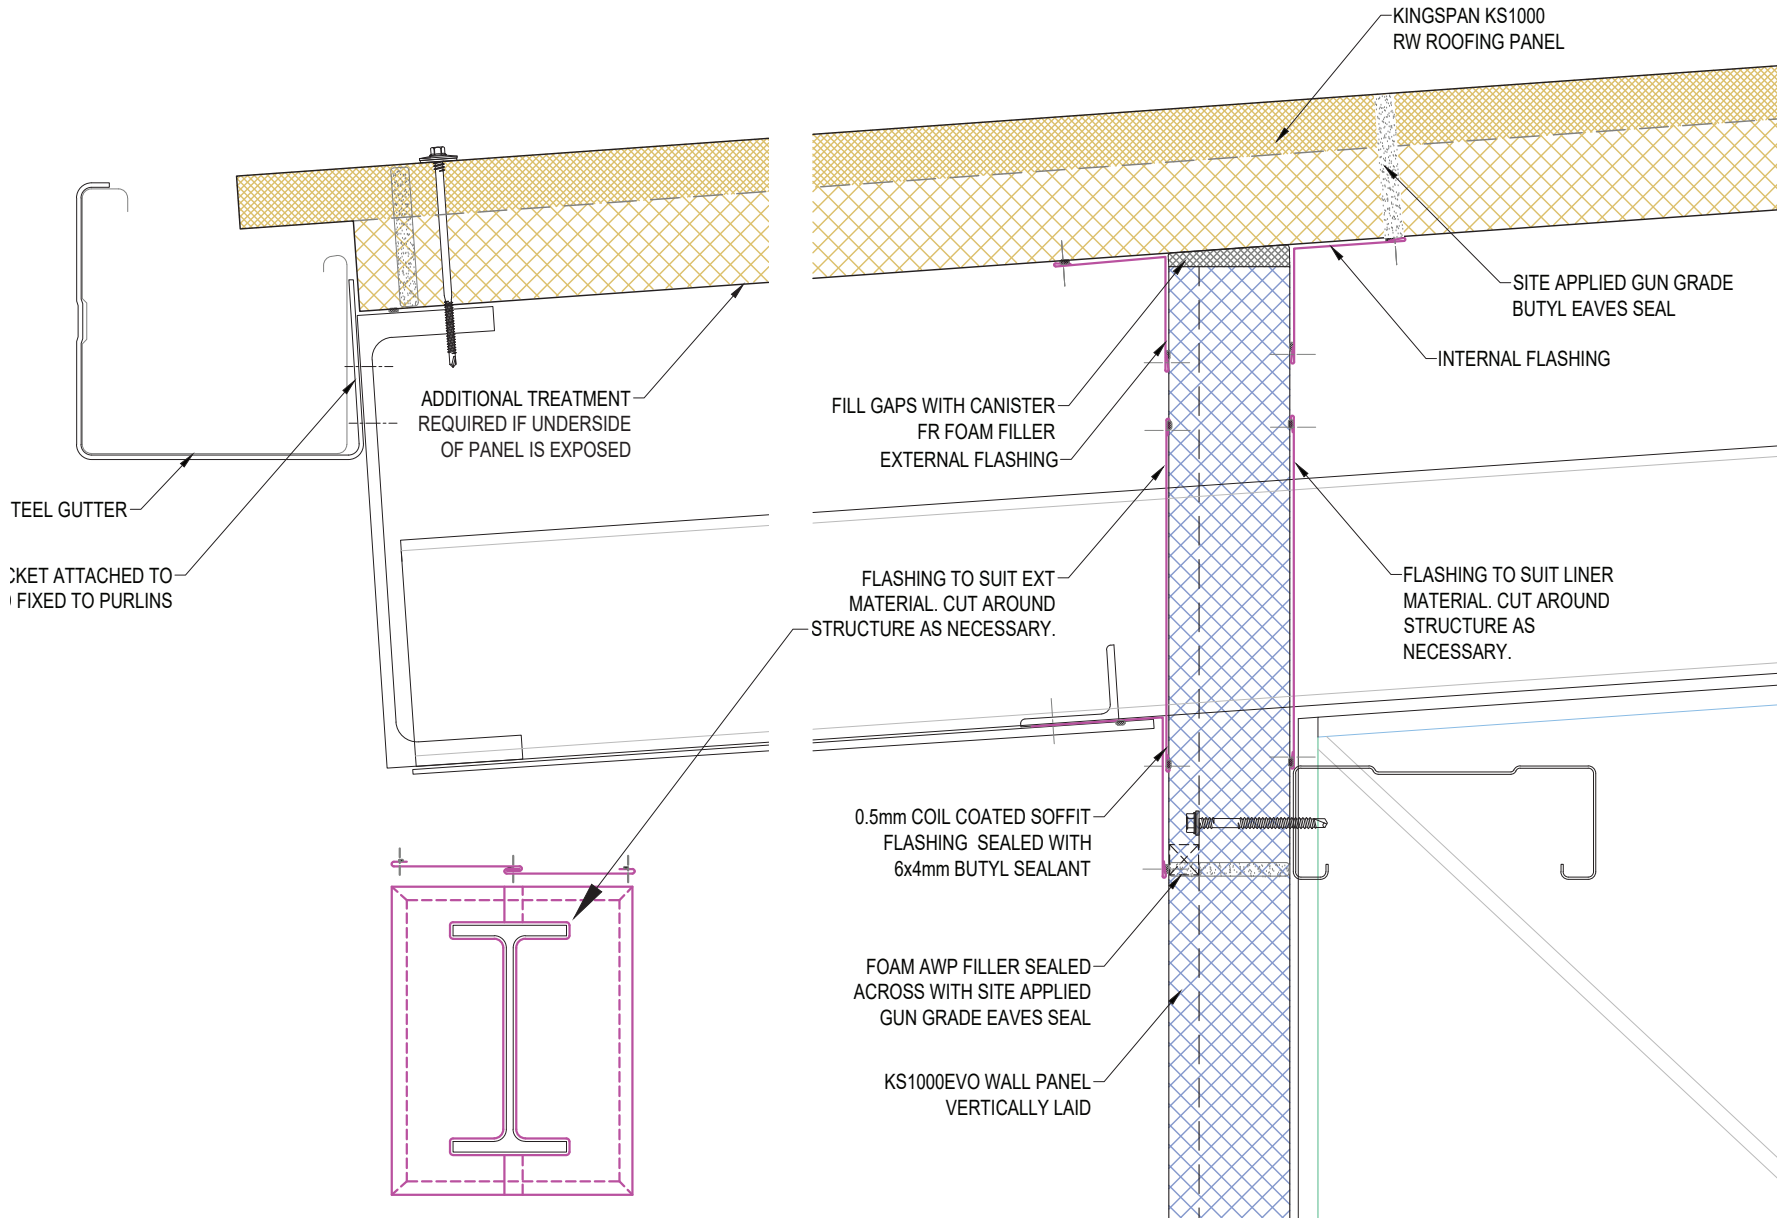 KINGSPAN KS1000
RW ROOFING PANEL
SITE APPLIED GUN GRADE
BUTYL EAVES SEAL
INTERNAL FLASHING
ADDITIONAL TREATMENT
REQUIRED IF UNDERSIDE
OF PANEL IS EXPOSED
FILL GAPS WITH CANISTER
FR FOAM FILLER
EXTERNAL FLASHING
TEEL GUTTER
CKET ATTACHED TO
FIXED TO PURLINS
FLASHING TO SUIT EXT
MATERIAL. CUT AROUND
STRUCTURE AS NECESSARY.
FLASHING TO SUIT LINER
MATERIAL. CUT AROUND
STRUCTURE AS
NECESSARY.
0.5mm COIL COATED SOFFIT
FLASHING SEALED WITH
6x4mm BUTYL SEALANT
FOAM AWP FILLER SEALED
ACROSS WITH SITE APPLIED
GUN GRADE EAVES SEAL
KS1000EVO WALL PANEL
VERTICALLY LAID